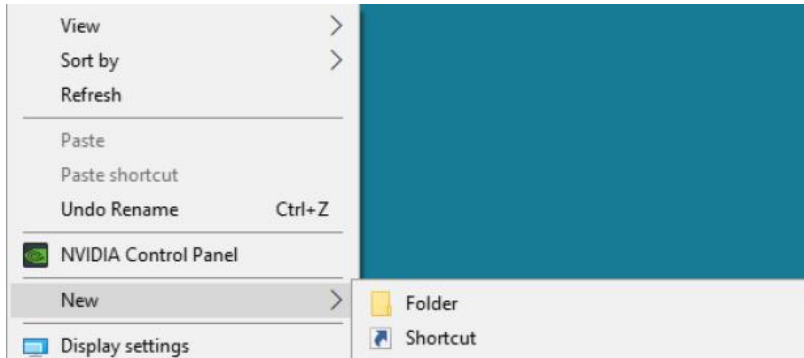 View
Sort by
Refresh
Paste
Paste shortcut
Undo Rename Ctrl+Z
NVIDIA Control Panel
New
Folder
Shortcut
Display settings